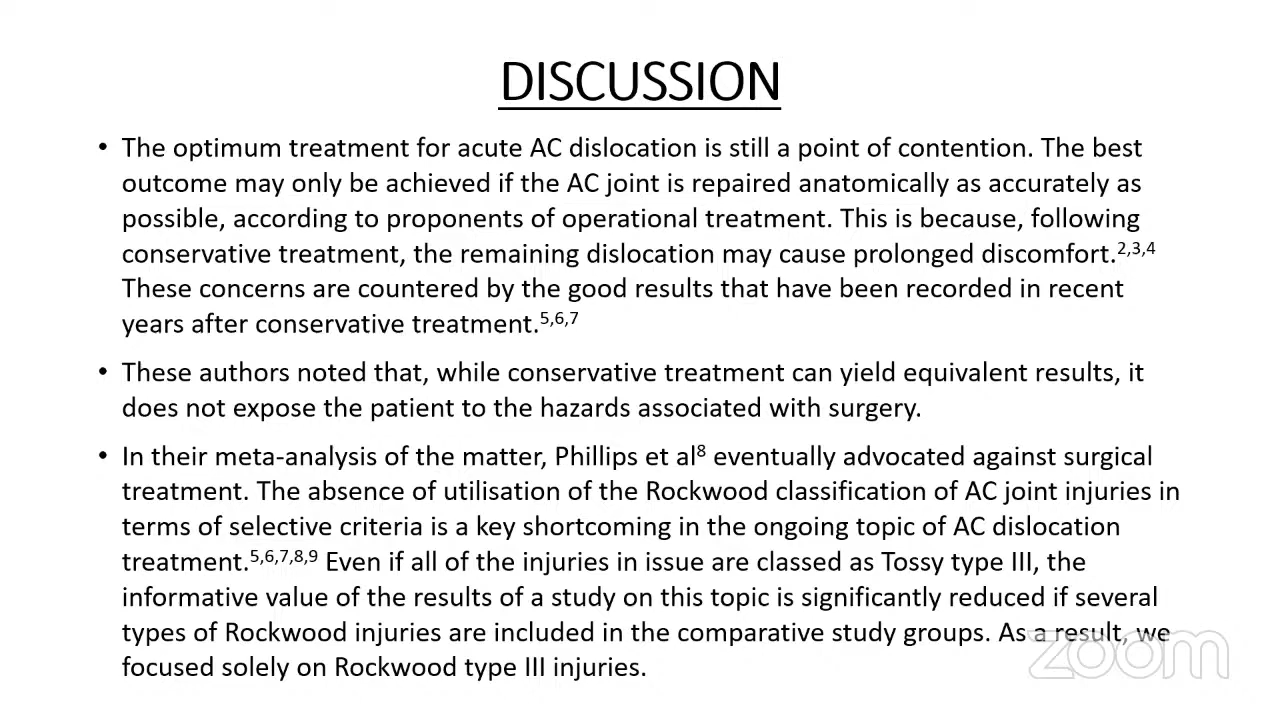 DISCUSSION
• The optimum treatment for acute AC dislocation is still a point of contention. The best
outcome may only be achieved if the AC joint is repaired anatomically as accurately as
possible, according to proponents of operational treatment. This is because, following
conservative treatment, the remaining dislocation may cause prolonged discomfort.2,3,4
These concerns are countered by the good results that have been recorded in recent
years after conservative treatment.5,6,7
• These authors noted that, while conservative treatment can yield equivalent results, it
does not expose the patient to the hazards associated with surgery.
• In their meta-analysis of the matter, Phillips et al8 eventually advocated against surgical
treatment. The absence of utilisation of the Rockwood classification of AC joint injuries in
terms of selective criteria is a key shortcoming in the ongoing topic of AC dislocation
treatment.5,6,7,8,9 Even if all of the injuries in issue are classed as Tossy type III, the
informative value of the results of a study on this topic is significantly reduced if several
types of Rockwood injuries are included in the comparative study groups. As a result, we
focused solely on Rockwood type III injuries.
zoom